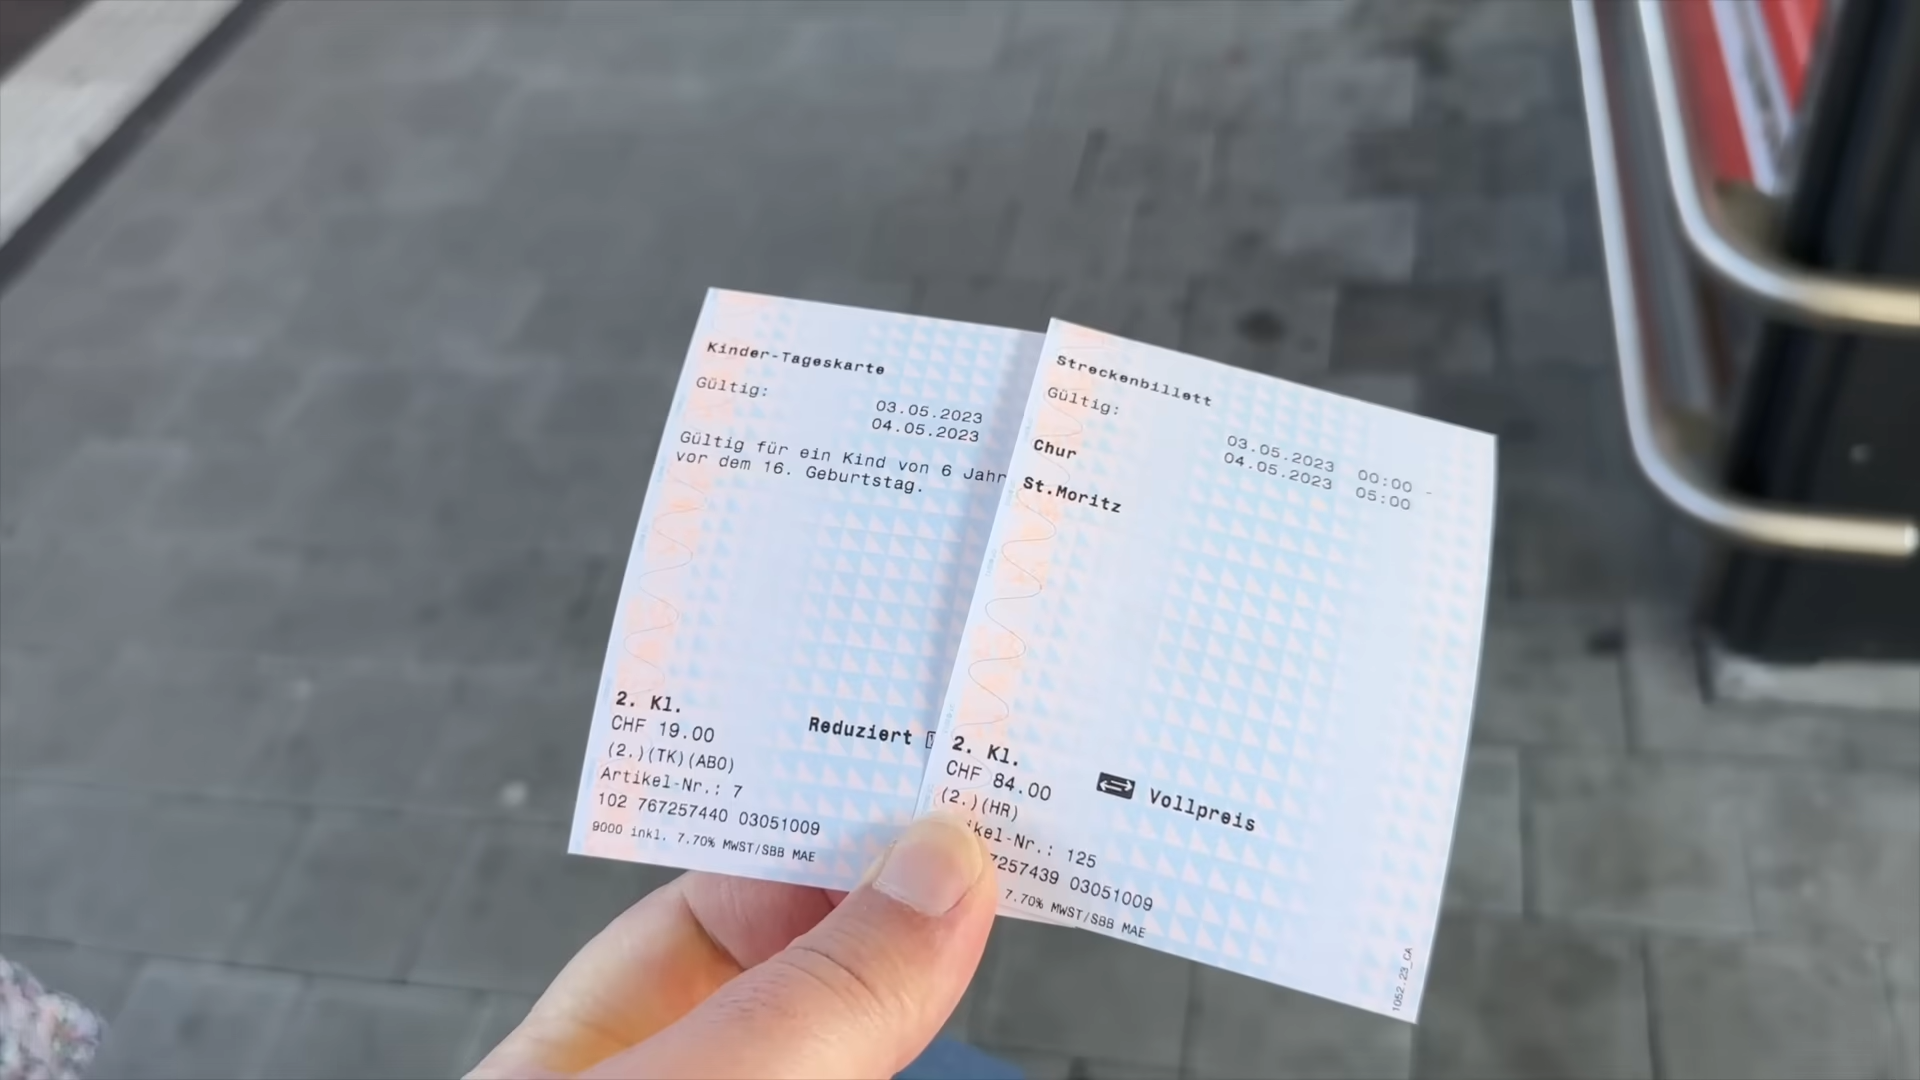 Kinder-Tageskarte
Gültig:
03.05.2023
04.05.2023
Gültig für ein Kind von 6 Jahr
vor dem 16. Geburtstag.
2. Kl.
CHF 19.00
Reduziert
(2.)(TK)(ABO)
Artikel-Nr.: 7
102 767257440 03051009
9000 inkl. 7.70% MWST/SBB MAE
Streckenbillett
Gültig:
03.05.2023 00:00 -
04.05.2023 05:00
Chur
St.Moritz
2. Kl.
CHF 84.00
Vollpreis
(2.)(HR)
ikel-Nr.: 125
7257439 03051009
7.70% MWST/SBB MAE
1052.23_CA